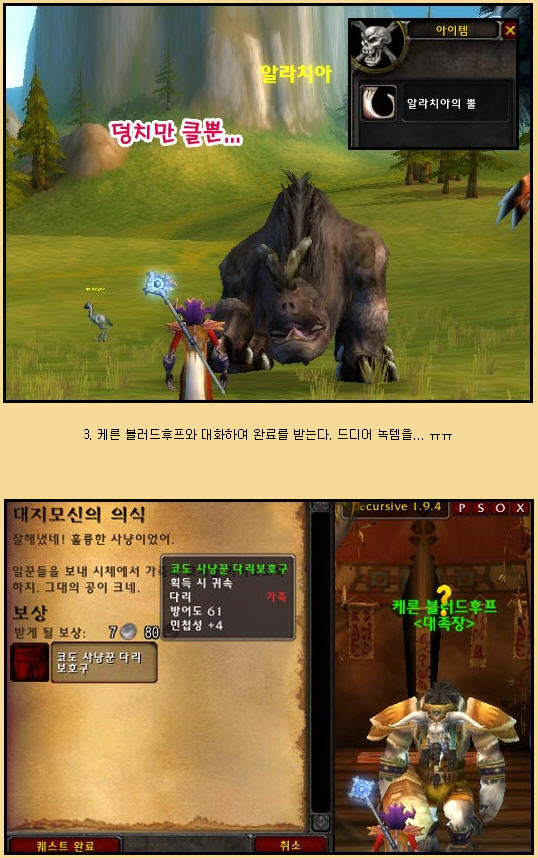 아이템
알라치아
알라치아의 뿔
덩치만 클뿐...
3. 케른 블러드후프와 대화하여 완료를 받는다. 드디어 녹템을... ㅠㅠ
대지모신의 의식
잘해냈네! 훌륭한 사냥이었어.
일꾼들을 보내 시체에서 가죽
하지. 그대의 공이 크네.
보상
받게 될 보상: 7 80
코도 사냥꾼 다리
보호구
코도 사냥꾼 다리보호구
획득 시 귀속
다리 가죽
방어도 61
민첩성 +4
ecursive 1.9.4 P S O X
?
케른 블러드후프
<대족장>
퀘스트 완료 취소